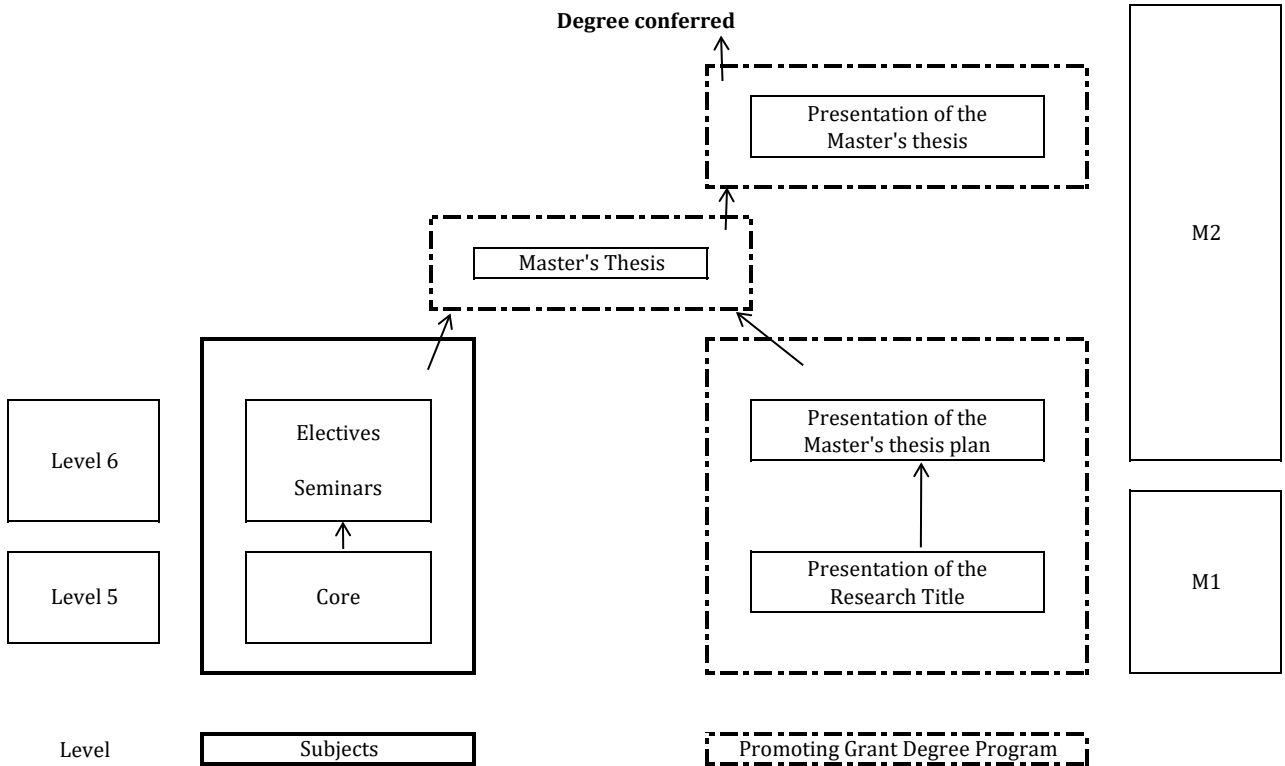 Degree conferred
Presentation of the
Master's thesis
M2
Master's Thesis
Level 6
Electives
Seminars
Presentation of the
Master's thesis plan
Level 5
Core
Presentation of the
Research Title
M1
Level
Subjects
Promoting Grant Degree Program